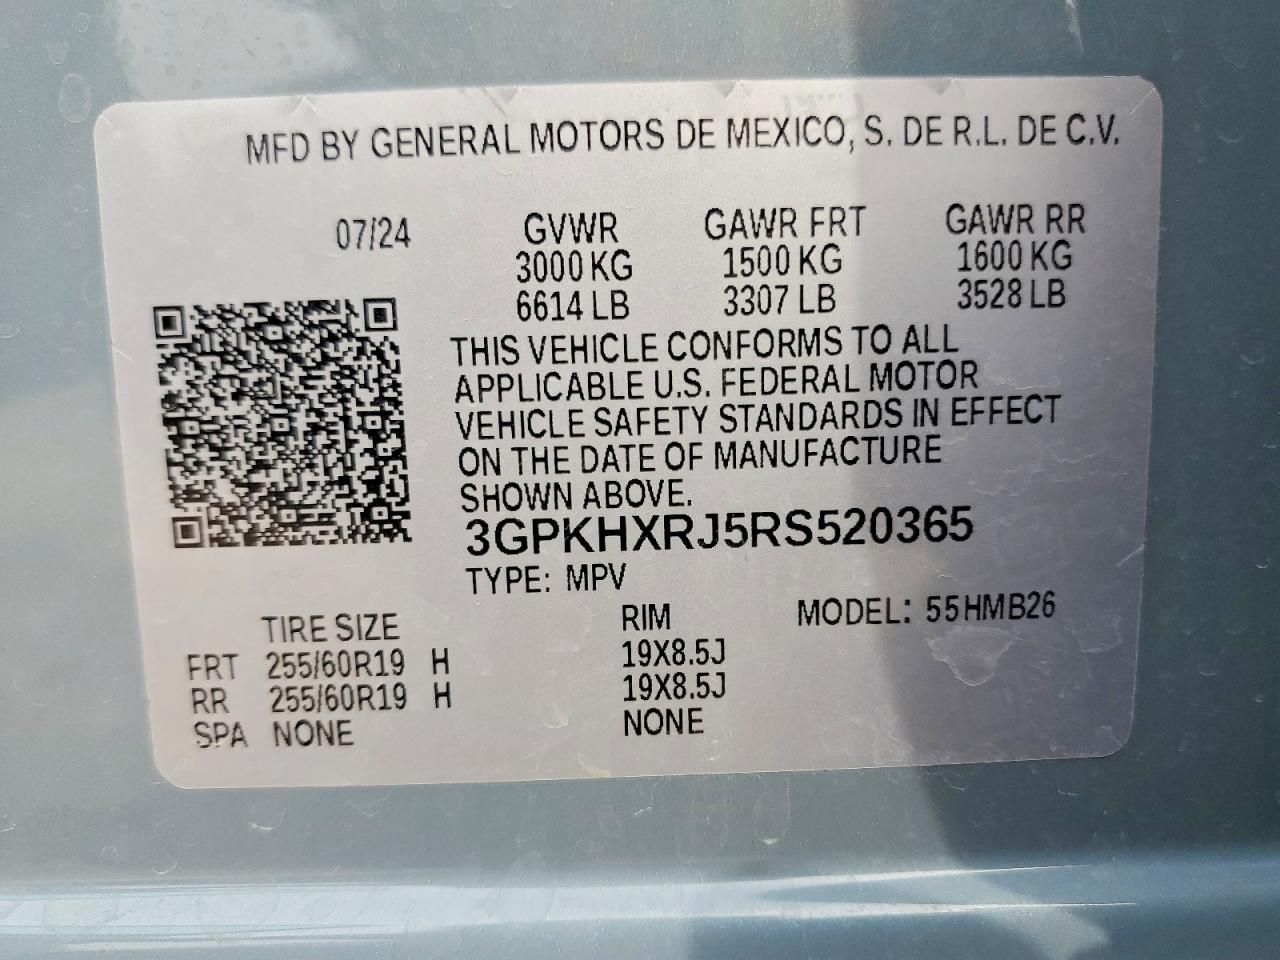 MFD BY GENERAL MOTORS DE MEXICO, S. DE R.L. DE C.V.
07/24 GVWR GAWR FRT GAWR RR
3000 KG 1500 KG 1600 KG
6614 LB 3307 LB 3528 LB
THIS VEHICLE CONFORMS TO ALL
APPLICABLE U.S. FEDERAL MOTOR
VEHICLE SAFETY STANDARDS IN EFFECT
ON THE DATE OF MANUFACTURE
SHOWN ABOVE.
3GPKHXRJ5RS520365
TYPE: MPV
TIRE SIZE RIM MODEL: 55HMB26
FRT 255/60R19 H 19X8.5J
RR 255/60R19 H 19X8.5J
SPA NONE NONE